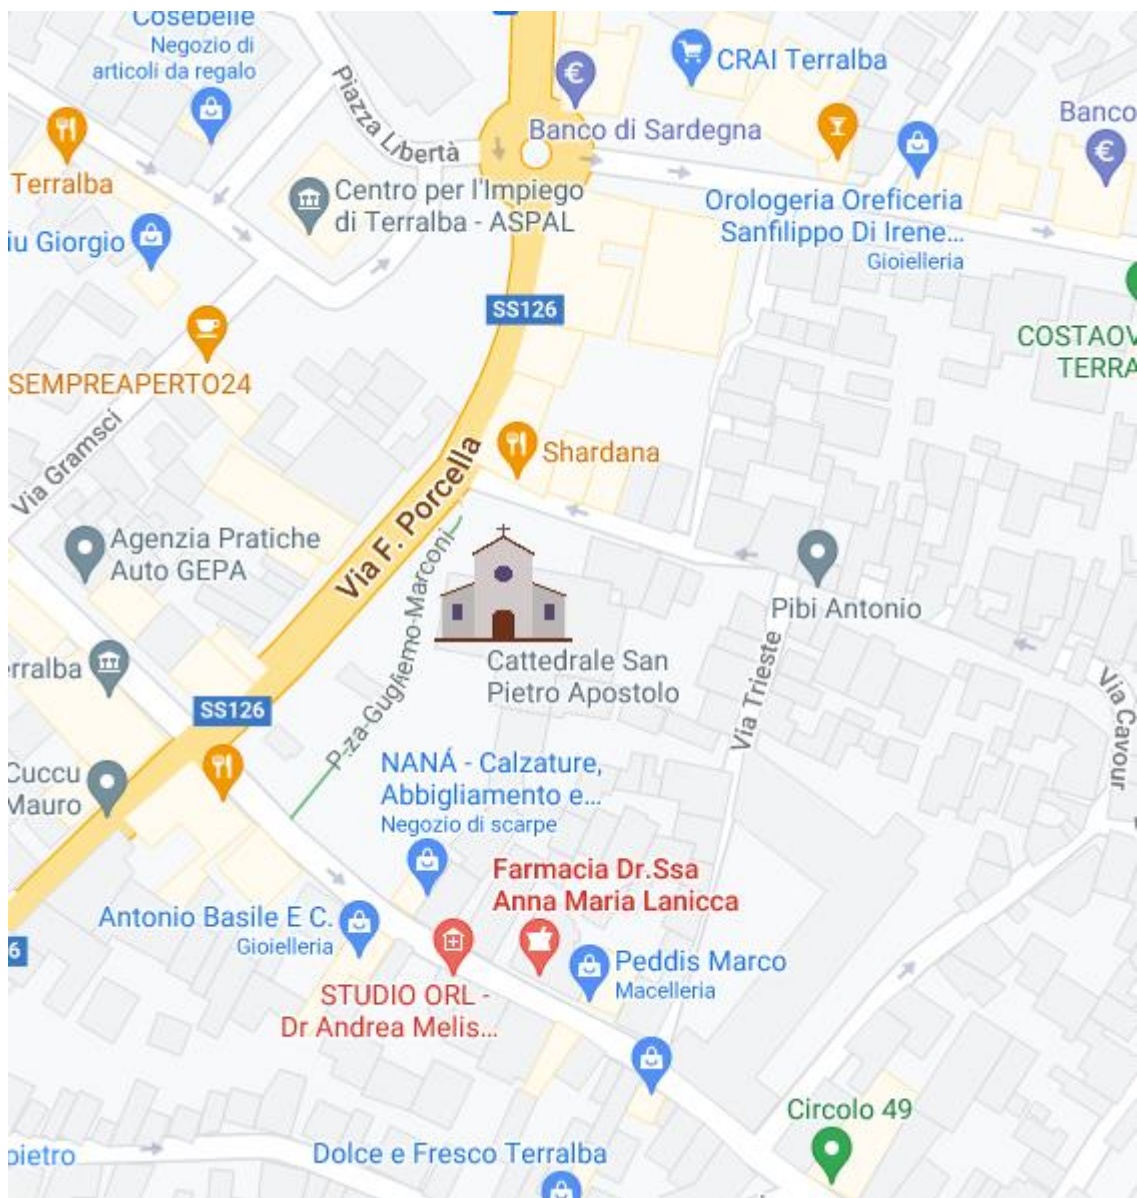 Cosebelle
Negozio di
articoli da regalo
CRAI Terralba
Piazza Libertà
Banco di Sardegna
Banco
Terralba
Centro per l'Impiego
di Terralba - ASPAL
Orologeria Oreficeria
Sanfilippo Di Irene...
Gioielleria
iu Giorgio
SS126
COSTAOV
TERRA
SEMPREAPERTO24
Via Gramsci
Shardana
Via F. Porcella
Agenzia Pratiche
Auto GEPA
P.zza-Guglielmo-Marconi
Pibi Antonio
Cattedrale San
Pietro Apostolo
erralba
Via Trieste
Via Cavour
SS126
Cuccu
Mauro
NANÁ - Calzature,
Abbigliamento e...
Negozio di scarpe
Farmacia Dr.Ssa
Anna Maria Lanicca
Antonio Basile E C.
Gioielleria
6
Peddis Marco
Macelleria
STUDIO ORL -
Dr Andrea Melis...
Circolo 49
pietro
Dolce e Fresco Terralba